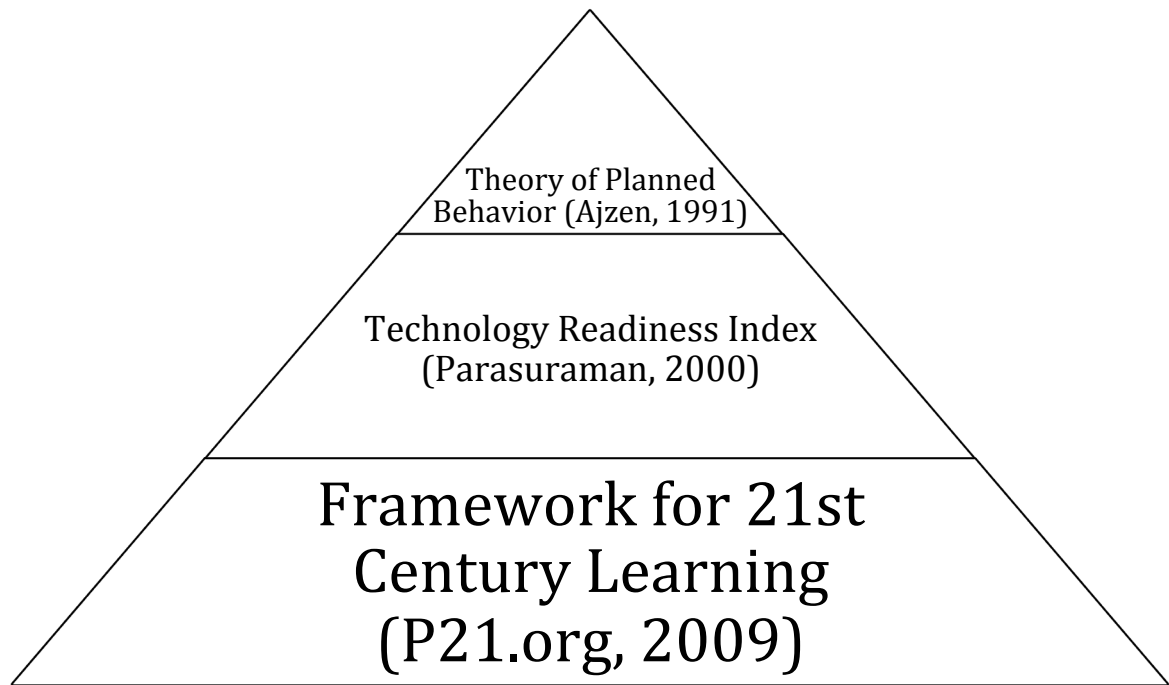 Theory of Planned
Behavior (Ajzen, 1991)
Technology Readiness Index
(Parasuraman, 2000)
Framework for 21st
Century Learning
(P21.org, 2009)